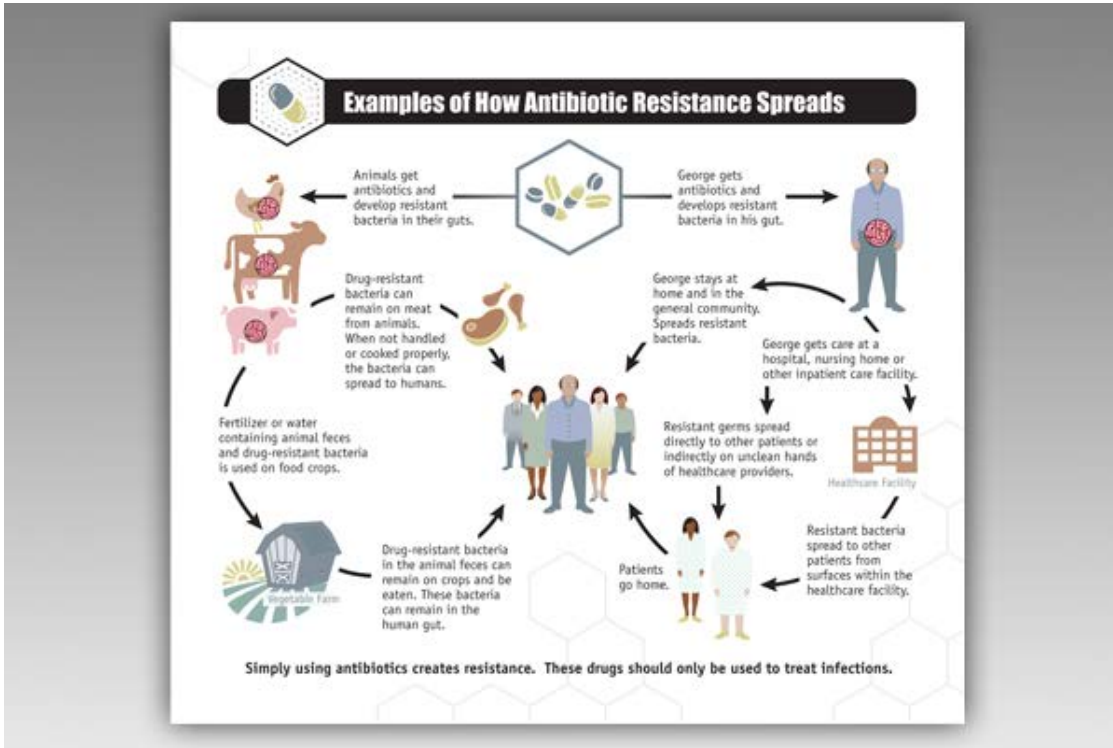 Examples of How Antibiotic Resistance Spreads
Animals get
antibiotics and
develop resistant
bacteria in their guts.
George gets
antibiotics and
develops resistant
bacteria in his gut.
Drug-resistant
bacteria can
remain on meat
from animals.
When not handled
or cooked properly,
the bacteria can
spread to humans.
George stays at
home and in the
general community.
Spreads resistant
bacteria.
George gets care at a
hospital, nursing home or
other inpatient care facility.
Fertilizer or water
containing animal feces
and drug-resistant bacteria
is used on food crops.
Resistant germs spread
directly to other patients or
indirectly on unclean hands
of healthcare providers.
Healthcare Facility
Vegetable Farm
Drug-resistant bacteria
in the animal feces can
remain on crops and be
eaten. These bacteria
can remain in the
human gut.
Patients
go home.
Resistant bacteria
spread to other
patients from
surfaces within the
healthcare facility.
Simply using antibiotics creates resistance. These drugs should only be used to treat infections.